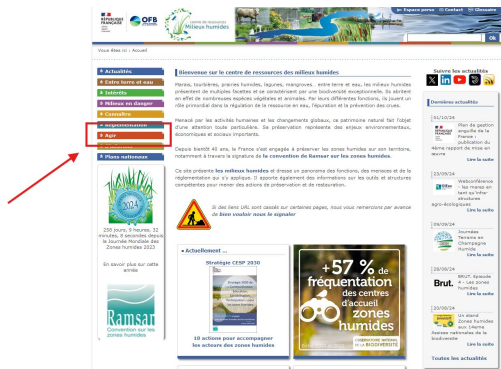 RÉPUBLIQUE
FRANÇAISE
OFB
CENTRE DE RESSOURCES
Milieux humides
Espace perso
Contact
Glossaire
Ok
Vous êtes ici : Accueil
Actualités
Entre terre et eau
Intérêts
Milieux en danger
Connaître
Réglementation
Agir
Plans nationaux
2024
258 jours, 9 heures, 32
minutes, 8 secondes depuis
la Journée Mondiale des
Zones humides 2023
En savoir plus sur cette
année
Ramsar
Convention sur les
zones humides
Bienvenue sur le centre de ressources des milieux humides
Marais, tourbières, prairies humides, lagunes, mangroves... entre terre et eau, les milieux humides
présentent de multiples facettes et se caractérisent par une biodiversité exceptionnelle. Ils abritent
en effet de nombreuses espèces végétales et animales. Par leurs différentes fonctions, ils jouent un
rôle primordial dans la régulation de la ressource en eau, l'épuration et la prévention des crues.
Menacé par les activités humaines et les changements globaux, ce patrimoine naturel fait l'objet
d'une attention toute particulière. Sa préservation représente des enjeux environnementaux,
économiques et sociaux importants.
Depuis bientôt 40 ans, la France s'est engagée à préserver les zones humides sur son territoire,
notamment à travers la signature de la convention de Ramsar sur les zones humides.
Ce site présente les milieux humides et dresse un panorama des fonctions, des menaces et de la
réglementation qui s'y applique. Il apporte également des informations sur les outils et structures
compétentes pour mener des actions de préservation et de restauration.
Si des liens URL sont cassés sur certaines pages, nous vous remercions par avance
de bien vouloir nous le signaler
Actuellement ...
Stratégie CESP 2030
10 actions pour accompagner
les acteurs des zones humides
+57 % de
fréquentation
des centres
d'accueil
zones
humides
OBSERVATOIRE NATIONAL
DE LA BIODIVERSITÉ
Suivre les actualités
Dernières actualités
01/10/24
Plan de gestion
anguille de la
France :
publication du
4ème rapport de mise en
œuvre
Lire la suite
23/09/24
Webconférence
- les mares en
tant qu'infra-
structures
agro-écologiques
Lire la suite
09/09/24
Journées
Terrains en
Champagne
Humide
Lire la suite
28/08/24
Brut.
BRUT. épisode
4 - Les zones
humides
Lire la suite
Un stand
Zones humides
aux 14eme
Assises nationales de la
biodiversité
Lire la suite
Toutes les actualités